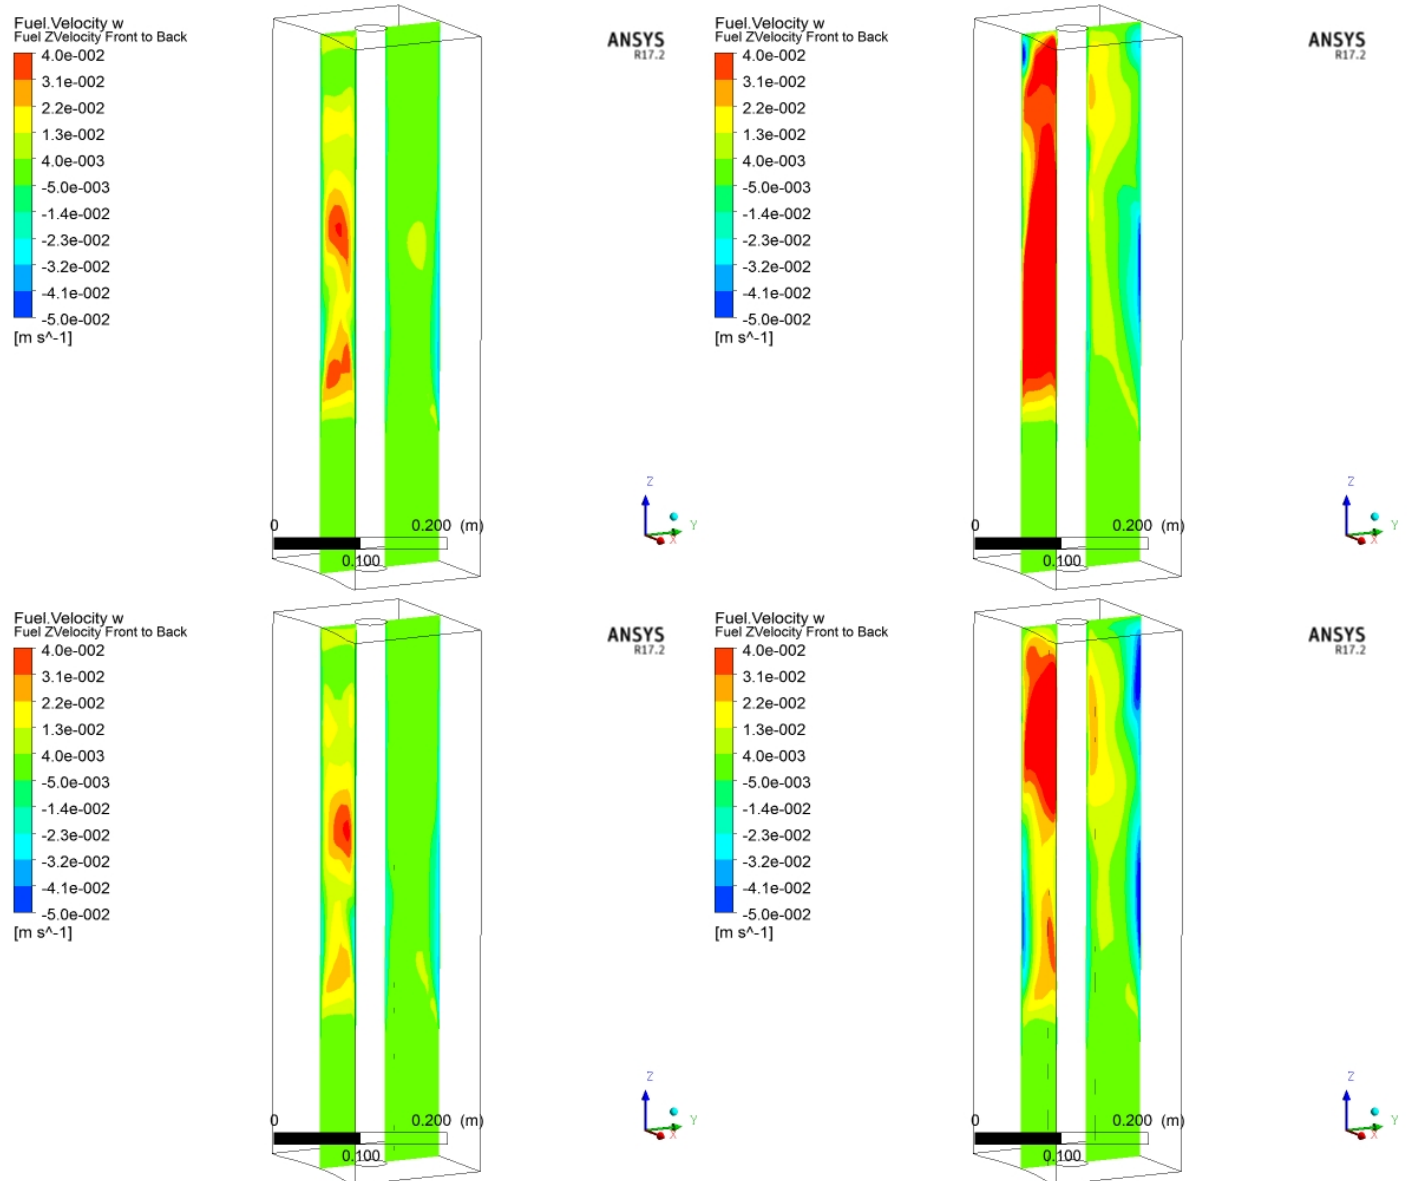 Fuel.Velocity w
Fuel ZVelocity Front to Back
4.0e-002
3.1e-002
2.2e-002
1.3e-002
4.0e-003
-5.0e-003
-1.4e-002
-2.3e-002
-3.2e-002
-4.1e-002
-5.0e-002
[m s^-1]
ANSYS
R17.2
Z
Y
X
0
0.200 (m)
0.100
Fuel.Velocity w
Fuel ZVelocity Front to Back
4.0e-002
3.1e-002
2.2e-002
1.3e-002
4.0e-003
-5.0e-003
-1.4e-002
-2.3e-002
-3.2e-002
-4.1e-002
-5.0e-002
[m s^-1]
ANSYS
R17.2
Z
Y
X
0
0.200 (m)
0.100
Fuel.Velocity w
Fuel ZVelocity Front to Back
4.0e-002
3.1e-002
2.2e-002
1.3e-002
4.0e-003
-5.0e-003
-1.4e-002
-2.3e-002
-3.2e-002
-4.1e-002
-5.0e-002
[m s^-1]
ANSYS
R17.2
Z
Y
X
0
0.200 (m)
0.100
Fuel.Velocity w
Fuel ZVelocity Front to Back
4.0e-002
3.1e-002
2.2e-002
1.3e-002
4.0e-003
-5.0e-003
-1.4e-002
-2.3e-002
-3.2e-002
-4.1e-002
-5.0e-002
[m s^-1]
ANSYS
R17.2
Z
Y
X
0
0.200 (m)
0.100